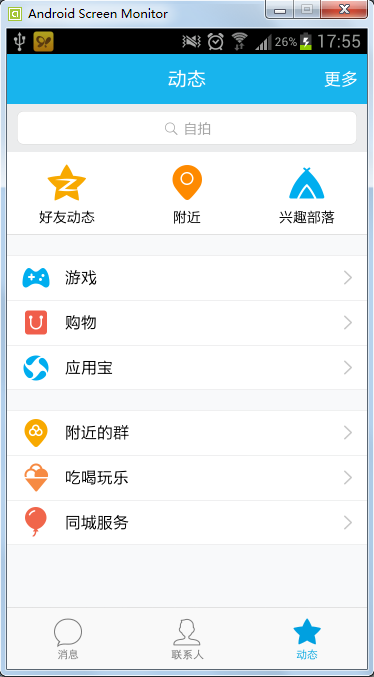 Android Screen Monitor
26% 17:55
动态 更多
自拍
好友动态 附近 兴趣部落
游戏
购物
应用宝
附近的群
吃喝玩乐
同城服务
消息 联系人 动态